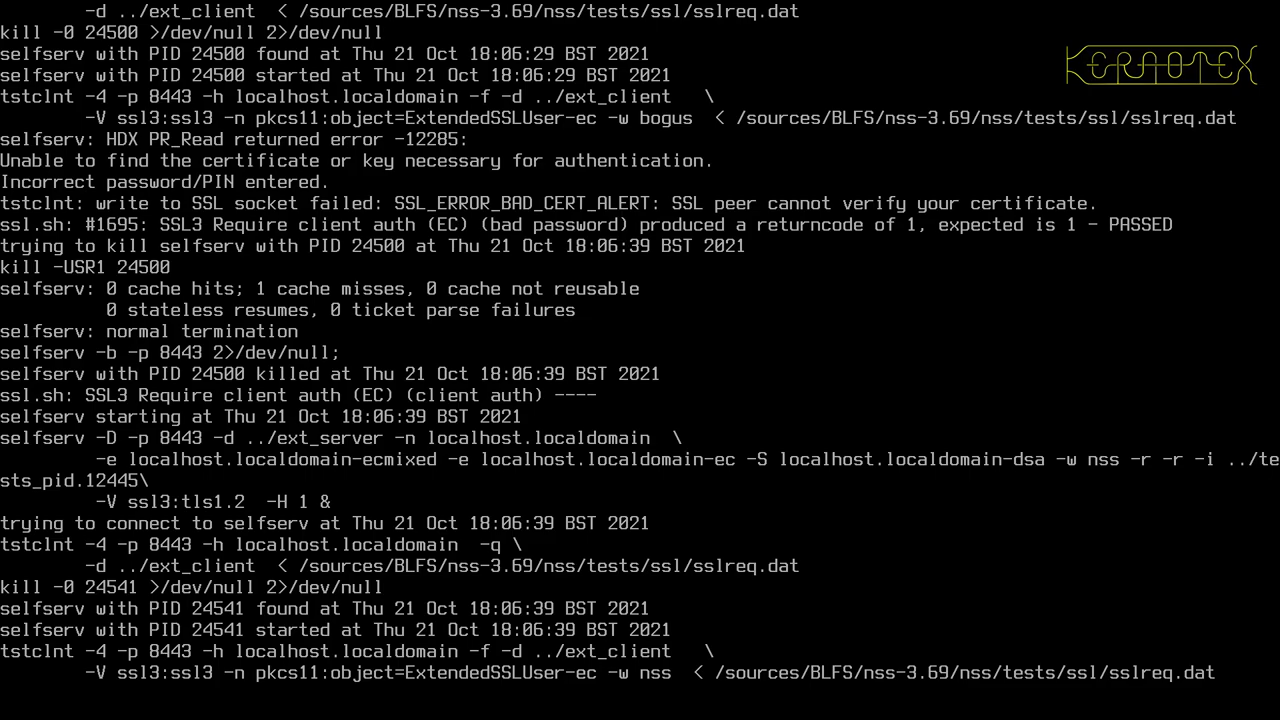 -d ../ext_client  < /sources/BLFS/nss-3.69/nss/tests/ssl/sslreq.dat
kill -0 24500 >/dev/null 2>/dev/null
KERNOTEX
selfserv with PID 24500 found at Thu 21 Oct 18:06:29 BST 2021
selfserv with PID 24500 started at Thu 21 Oct 18:06:29 BST 2021
tstclnt -4 -p 8443 -h localhost.localdomain -f -d ../ext_client   \
-V ssl3:ssl3 -n pkcs11:object=ExtendedSSLUser-ec -w bogus  < /sources/BLFS/nss-3.69/nss/tests/ssl/sslreq.dat
selfserv: HDX PR_Read returned error -12285:
Unable to find the certificate or key necessary for authentication.
Incorrect password/PIN entered.
tstclnt: write to SSL socket failed: SSL_ERROR_BAD_CERT_ALERT: SSL peer cannot verify your certificate.
ssl.sh: #1695: SSL3 Require client auth (EC) (bad password) produced a returncode of 1, expected is 1 - PASSED
trying to kill selfserv with PID 24500 at Thu 21 Oct 18:06:39 BST 2021
kill -USR1 24500
selfserv: 0 cache hits; 1 cache misses, 0 cache not reusable
0 stateless resumes, 0 ticket parse failures
selfserv: normal termination
selfserv -b -p 8443 2>/dev/null;
selfserv with PID 24500 killed at Thu 21 Oct 18:06:39 BST 2021
ssl.sh: SSL3 Require client auth (EC) (client auth) ----
selfserv starting at Thu 21 Oct 18:06:39 BST 2021
selfserv -D -p 8443 -d ../ext_server -n localhost.localdomain  \
-e localhost.localdomain-ecmixed -e localhost.localdomain-ec -S localhost.localdomain-dsa -w nss -r -r -i ../te
sts_pid.12445\
-V ssl3:tls1.2  -H 1 &
trying to connect to selfserv at Thu 21 Oct 18:06:39 BST 2021
tstclnt -4 -p 8443 -h localhost.localdomain  -q \
-d ../ext_client  < /sources/BLFS/nss-3.69/nss/tests/ssl/sslreq.dat
kill -0 24541 >/dev/null 2>/dev/null
selfserv with PID 24541 found at Thu 21 Oct 18:06:39 BST 2021
selfserv with PID 24541 started at Thu 21 Oct 18:06:39 BST 2021
tstclnt -4 -p 8443 -h localhost.localdomain -f -d ../ext_client   \
-V ssl3:ssl3 -n pkcs11:object=ExtendedSSLUser-ec -w nss  < /sources/BLFS/nss-3.69/nss/tests/ssl/sslreq.dat